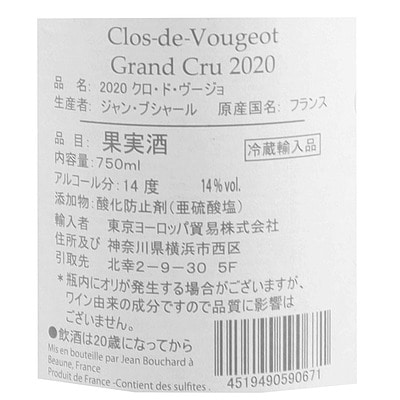 Clos-de-Vougeot
Grand Cru 2020
品 名: 2020 クロ・ド・ヴージョ
生産者: ジャン・ブシャール 原産国名: フランス
品 目: 果実酒 冷蔵輸入品
内容量:750ml
アルコール分:14 度 14%vol.
添加物:酸化防止剤(亜硫酸塩)
輸入者 東京ヨーロッパ貿易株式会社
住所及び 神奈川県横浜市西区
引取先 北幸2-9-30 5F
*瓶内にオリが発生する場合がございますが、
ワイン由来の成分ですので品質に影響は
ございません。
●飲酒は20歳になってから
Mis en bouteille par Jean Bouchard à
Beaune, France
Produit de France -Contient des sulfites.
4519490590671